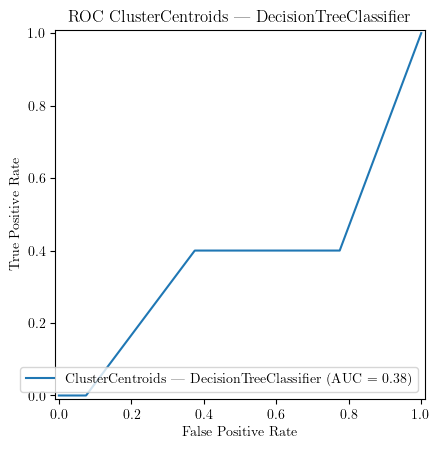 ROC ClusterCentroids — DecisionTreeClassifier
1.0
0.8
0.6
0.4
0.2
0.0
True Positive Rate
ClusterCentroids — DecisionTreeClassifier (AUC = 0.38)
0.0 0.2 0.4 0.6 0.8 1.0
False Positive Rate